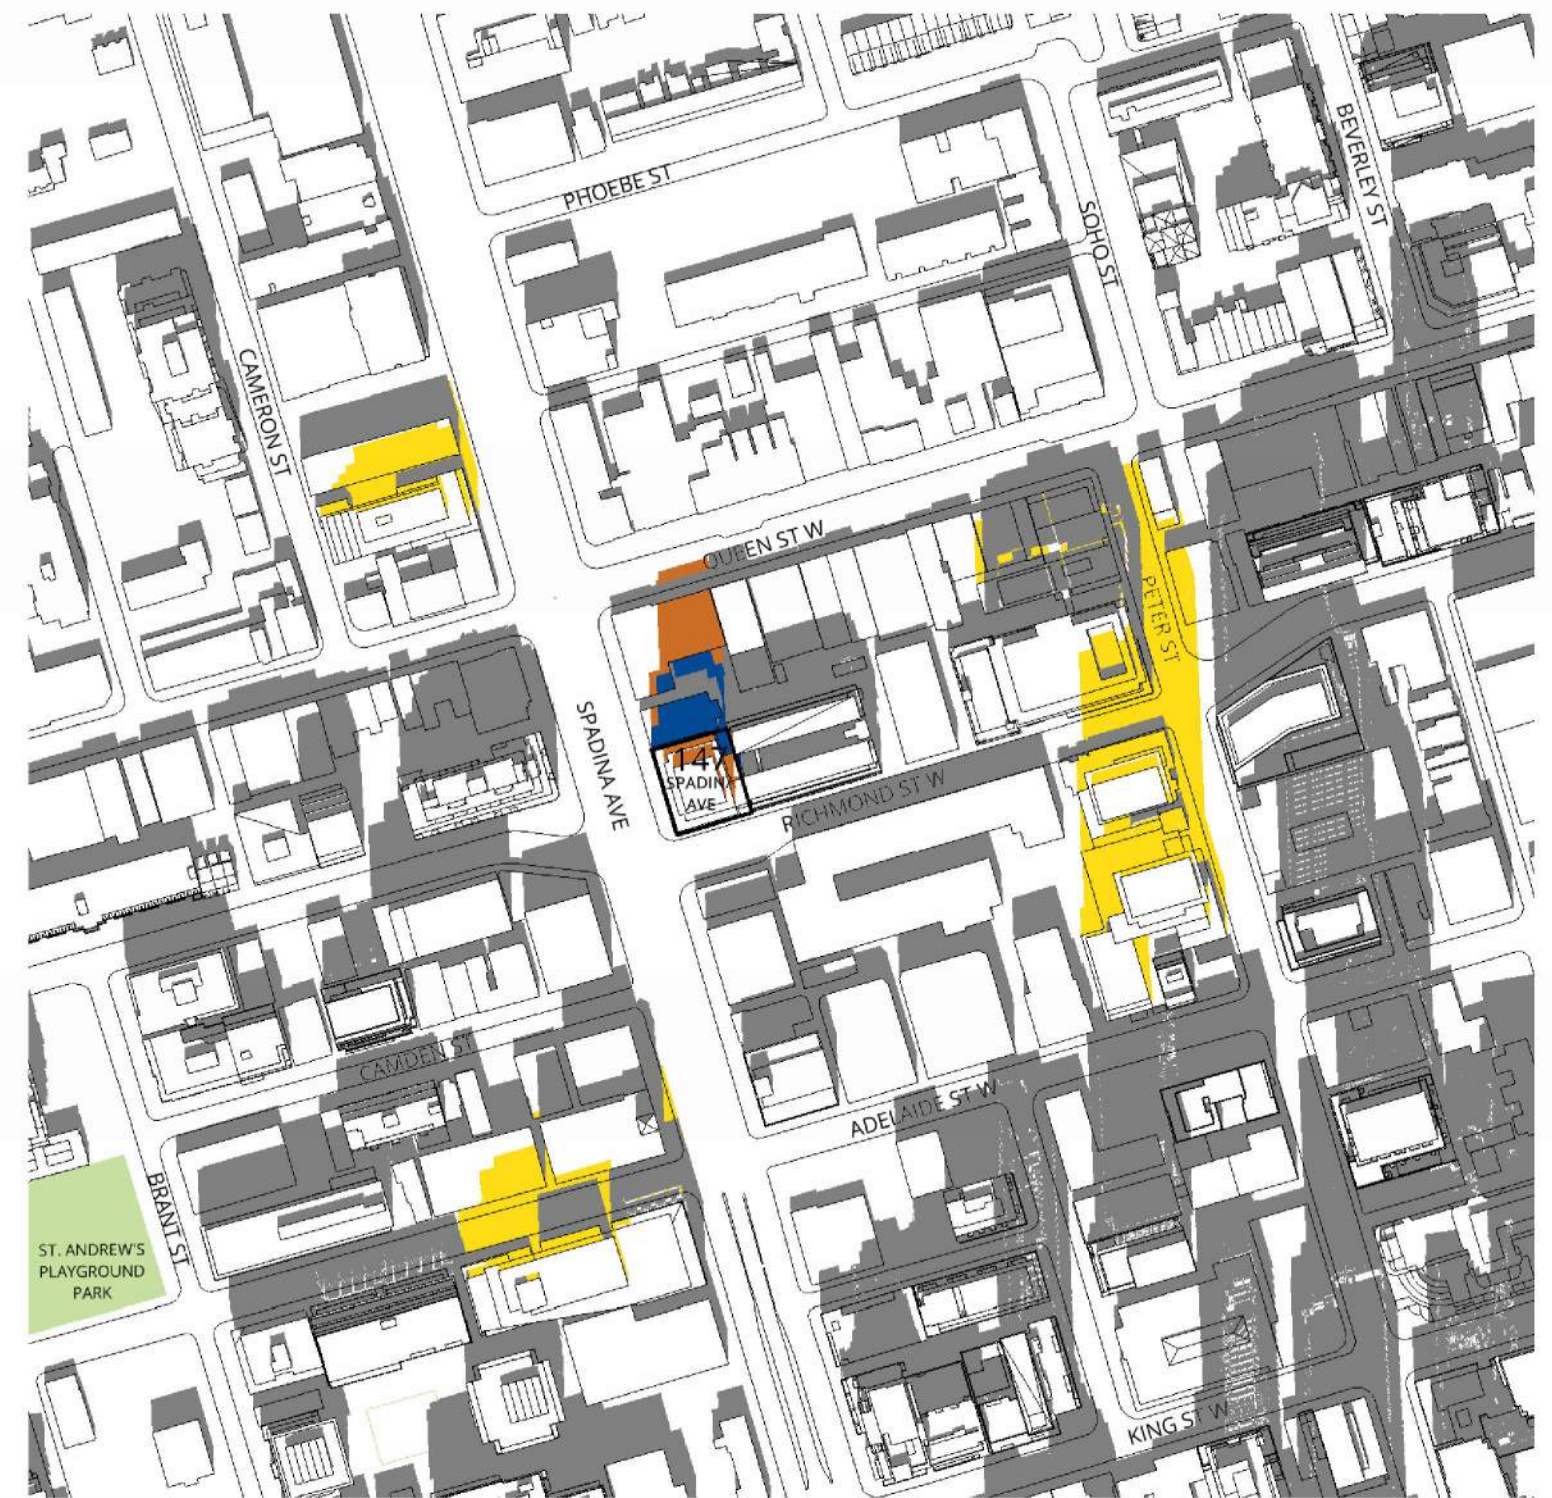 BEVERLEY ST
PHOEBE ST
SOHO ST
CAMERON ST
QUEEN ST W
PETER ST
SPADINA AVE
SPADINA
AVE
RICHMOND ST W
CAMDEN ST
ADELAIDE ST W
BRANT ST
ST. ANDREW'S
PLAYGROUND
PARK
KING ST W